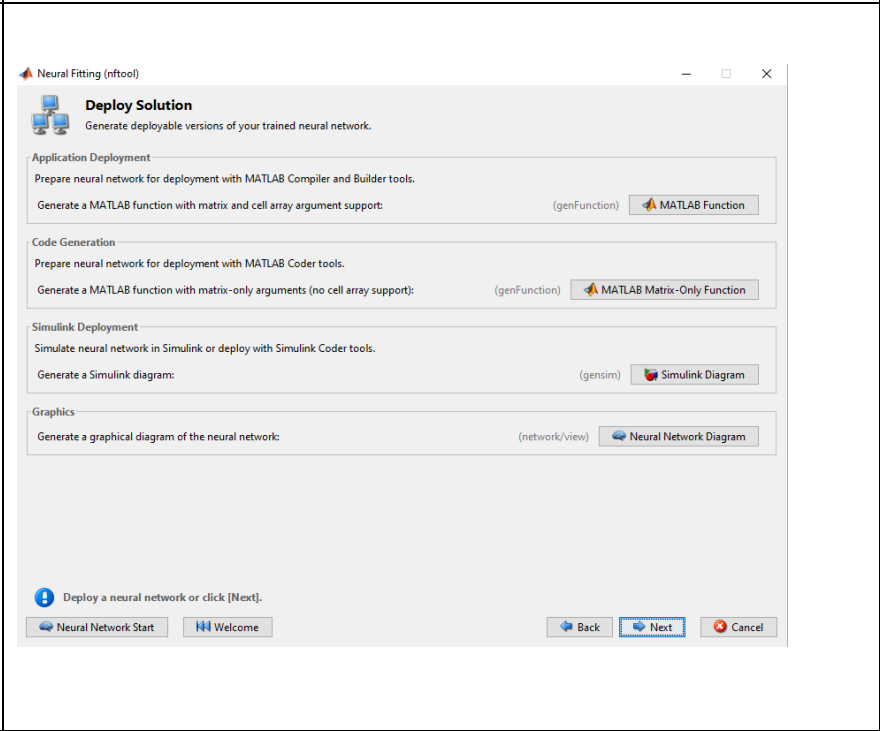 Neural Fitting (nftool)
Deploy Solution
Generate deployable versions of your trained neural network.
Application Deployment
Prepare neural network for deployment with MATLAB Compiler and Builder tools.
Generate a MATLAB function with matrix and cell array argument support: (genFunction) MATLAB Function
Code Generation
Prepare neural network for deployment with MATLAB Coder tools.
Generate a MATLAB function with matrix-only arguments (no cell array support): (genFunction) MATLAB Matrix-Only Function
Simulink Deployment
Simulate neural network in Simulink or deploy with Simulink Coder tools.
Generate a Simulink diagram: (gensim) Simulink Diagram
Graphics
Generate a graphical diagram of the neural network: (network/view) Neural Network Diagram
Deploy a neural network or click [Next].
Neural Network Start Welcome Back Next Cancel